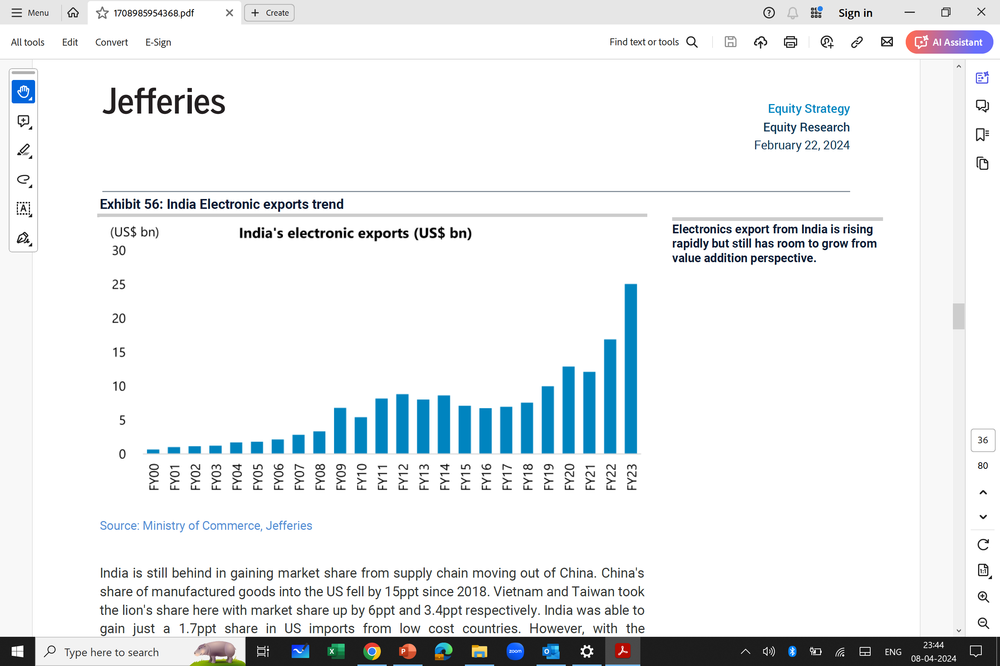 Menu
1708985954368.pdf
Create
Sign in
All tools
Edit
Convert
E-Sign
Find text or tools
AI Assistant
Jefferies
Equity Strategy
Equity Research
February 22, 2024
Exhibit 56: India Electronic exports trend
(US$ bn)
India's electronic exports (US$ bn)
30
25
20
15
10
5
0
FY00
FY01
FY02
FY03
FY04
FY05
FY06
FY07
FY08
FY09
FY10
FY11
FY12
FY13
FY14
FY15
FY16
FY17
FY18
FY19
FY20
FY21
FY22
FY23
Electronics export from India is rising
rapidly but still has room to grow from
value addition perspective.
Source: Ministry of Commerce, Jefferies
India is still behind in gaining market share from supply chain moving out of China. China's
share of manufactured goods into the US fell by 15ppt since 2018. Vietnam and Taiwan took
the lion's share here with market share up by 6ppt and 3.4ppt respectively. India was able to
gain just a 1.7ppt share in US imports from low cost countries. However, with the
36
80
1:1
Type here to search
zoom
ENG
23:44
08-04-2024